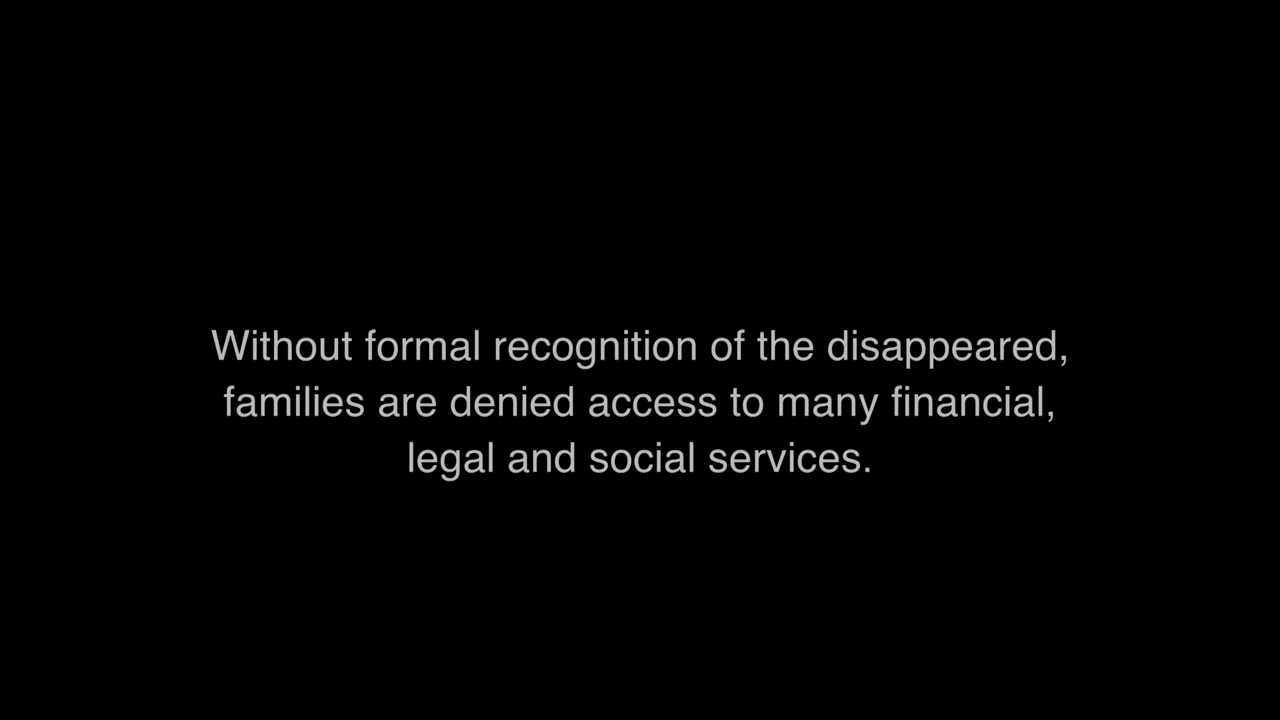 Without formal recognition of the disappeared,
families are denied access to many financial,
legal and social services.